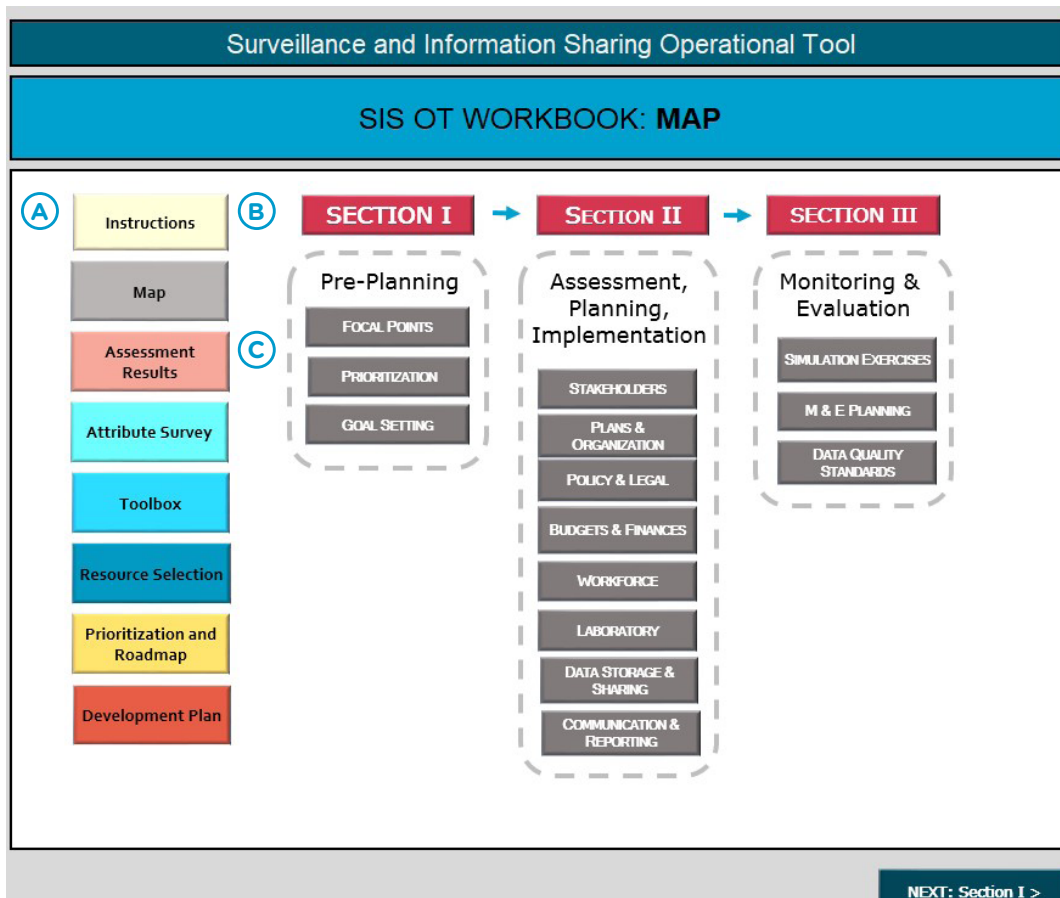 Surveillance and Information Sharing Operational Tool
SIS OT WORKBOOK: MAP
A
Instructions
Map
Assessment
Results
Attribute Survey
Toolbox
Resource Selection
Prioritization and
Roadmap
Development Plan
B
SECTION I
C
Pre-Planning
FOCAL POINTS
PRIORITIZATION
GOAL SETTING
SECTION II
Assessment,
Planning,
Implementation
STAKEHOLDERS
PLANS &
ORGANIZATION
POLICY & LEGAL
BUDGETS & FINANCES
WORKFORCE
LABORATORY
DATA STORAGE &
SHARING
COMMUNICATION &
REPORTING
SECTION III
Monitoring &
Evaluation
SIMULATION EXERCISES
M & E PLANNING
DATA QUALITY
STANDARDS
NEXT: Section I >